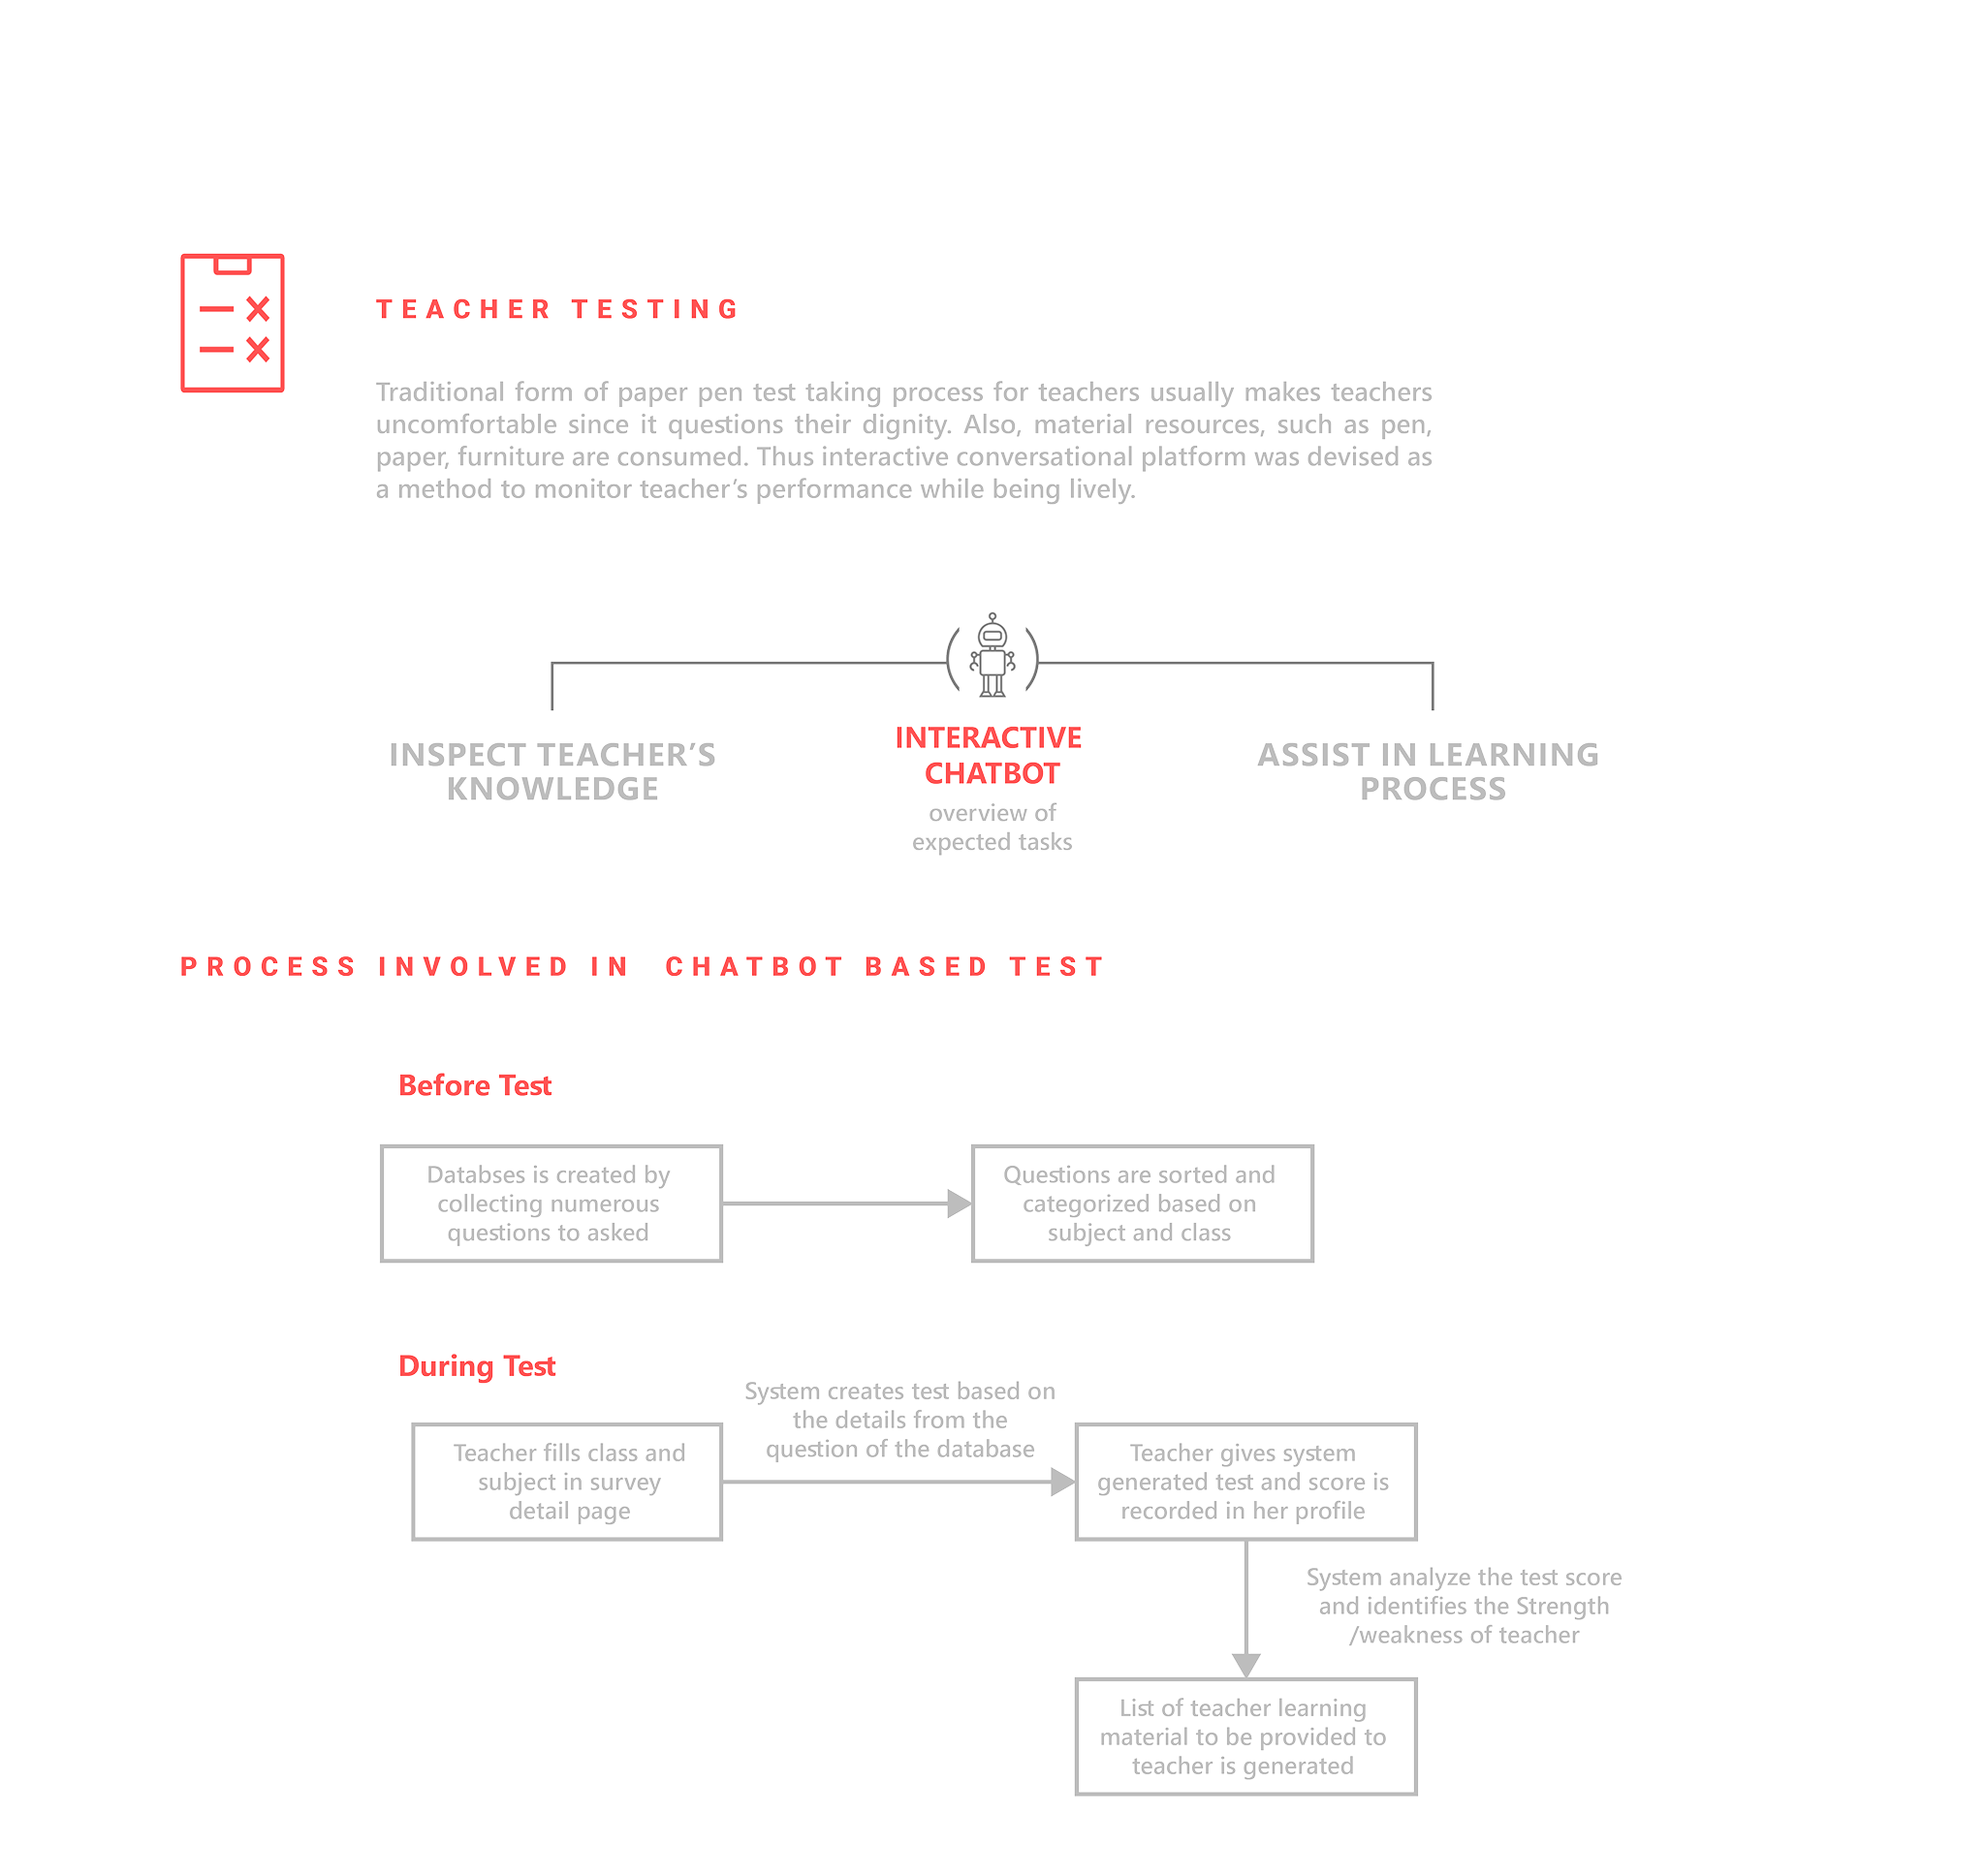 TEACHER TESTING
Traditional form of paper pen test taking process for teachers usually makes teachers
uncomfortable since it questions their dignity. Also, material resources, such as pen,
paper, furniture are consumed. Thus interactive conversational platform was devised as
a method to monitor teacher’s performance while being lively.
INSPECT TEACHER’S
KNOWLEDGE
INTERACTIVE
CHATBOT
overview of
expected tasks
ASSIST IN LEARNING
PROCESS
PROCESS INVOLVED IN CHATBOT BASED TEST
Before Test
Databses is created by
collecting numerous
questions to asked
Questions are sorted and
categorized based on
subject and class
During Test
Teacher fills class and
subject in survey
detail page
System creates test based on
the details from the
question of the database
Teacher gives system
generated test and score is
recorded in her profile
System analyze the test score
and identifies the Strength
/weakness of teacher
List of teacher learning
material to be provided to
teacher is generated